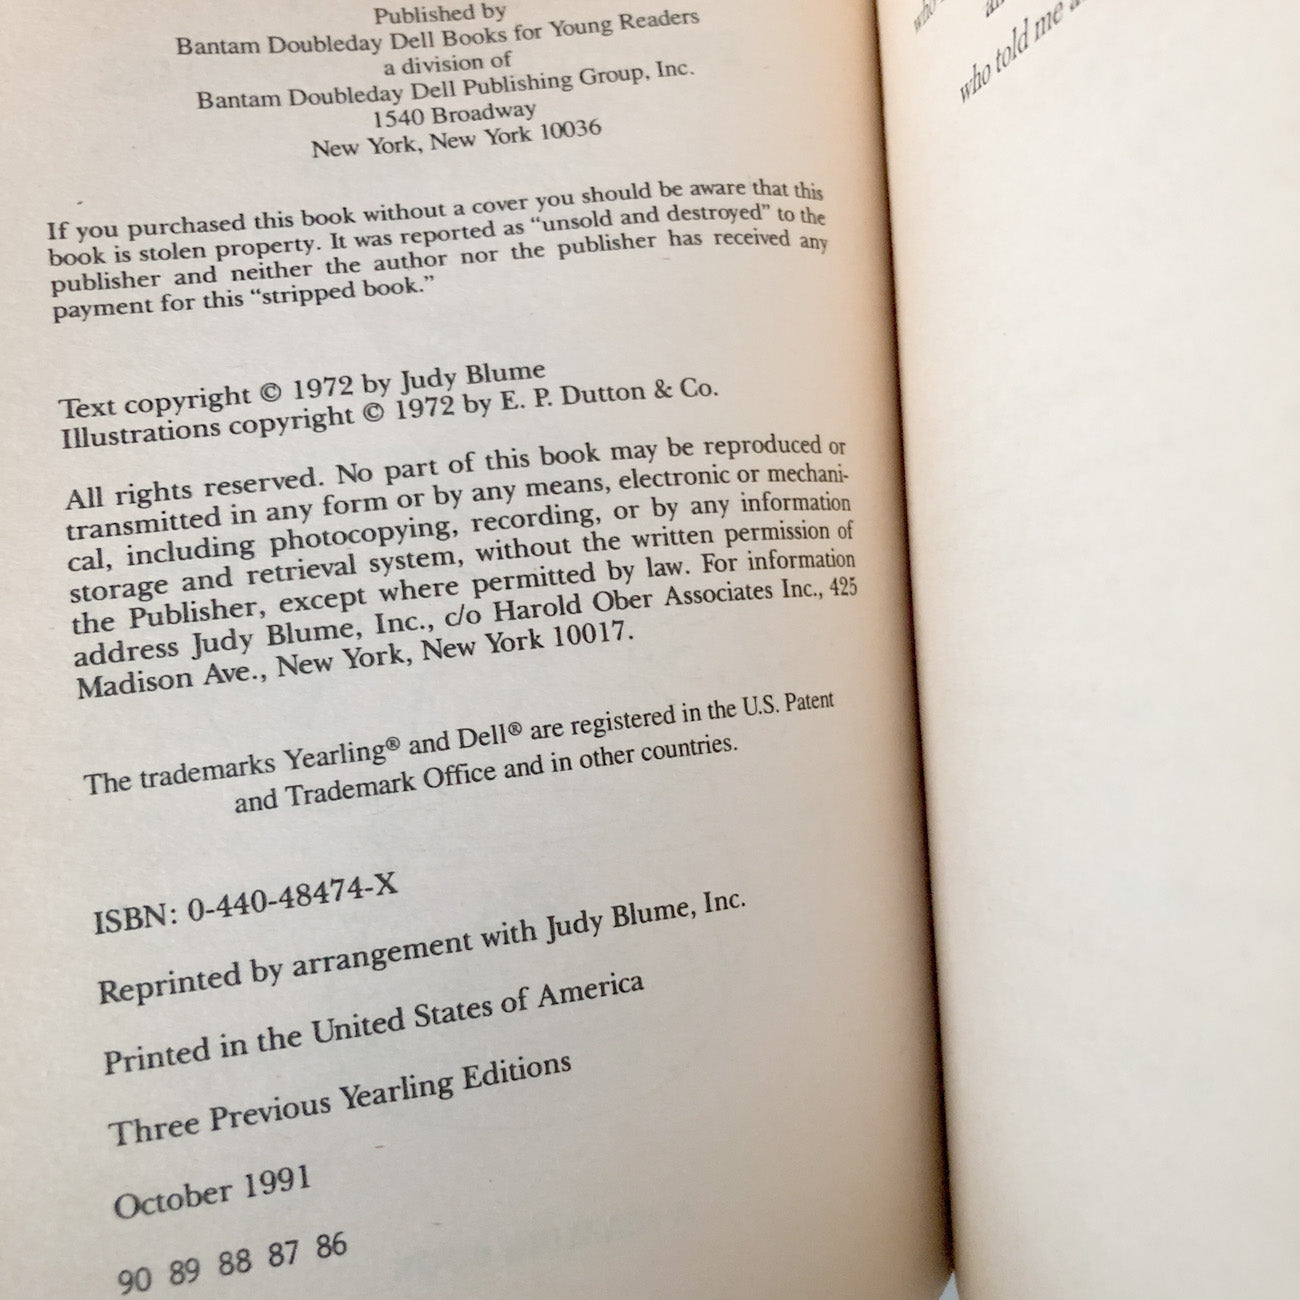 Published by
Bantam Doubleday Dell Books for Young Readers
a division of
Bantam Doubleday Dell Publishing Group, Inc.
1540 Broadway
New York, New York 10036
If you purchased this book without a cover you should be aware that this
book is stolen property. It was reported as “unsold and destroyed” to the
publisher and neither the author nor the publisher has received any
payment for this “stripped book.”
Text copyright © 1972 by Judy Blume
Illustrations copyright © 1972 by E. P. Dutton & Co.
All rights reserved. No part of this book may be reproduced or
transmitted in any form or by any means, electronic or mechani-
cal, including photocopying, recording, or by any information
storage and retrieval system, without the written permission of
the Publisher, except where permitted by law. For information
address Judy Blume, Inc., c/o Harold Ober Associates Inc., 425
Madison Ave., New York, New York 10017.
The trademarks Yearling® and Dell® are registered in the U.S. Patent
and Trademark Office and in other countries.
ISBN: 0-440-48474-X
Reprinted by arrangement with Judy Blume, Inc.
Printed in the United States of America
Three Previous Yearling Editions
October 1991
90 89 88 87 86
who
who told me